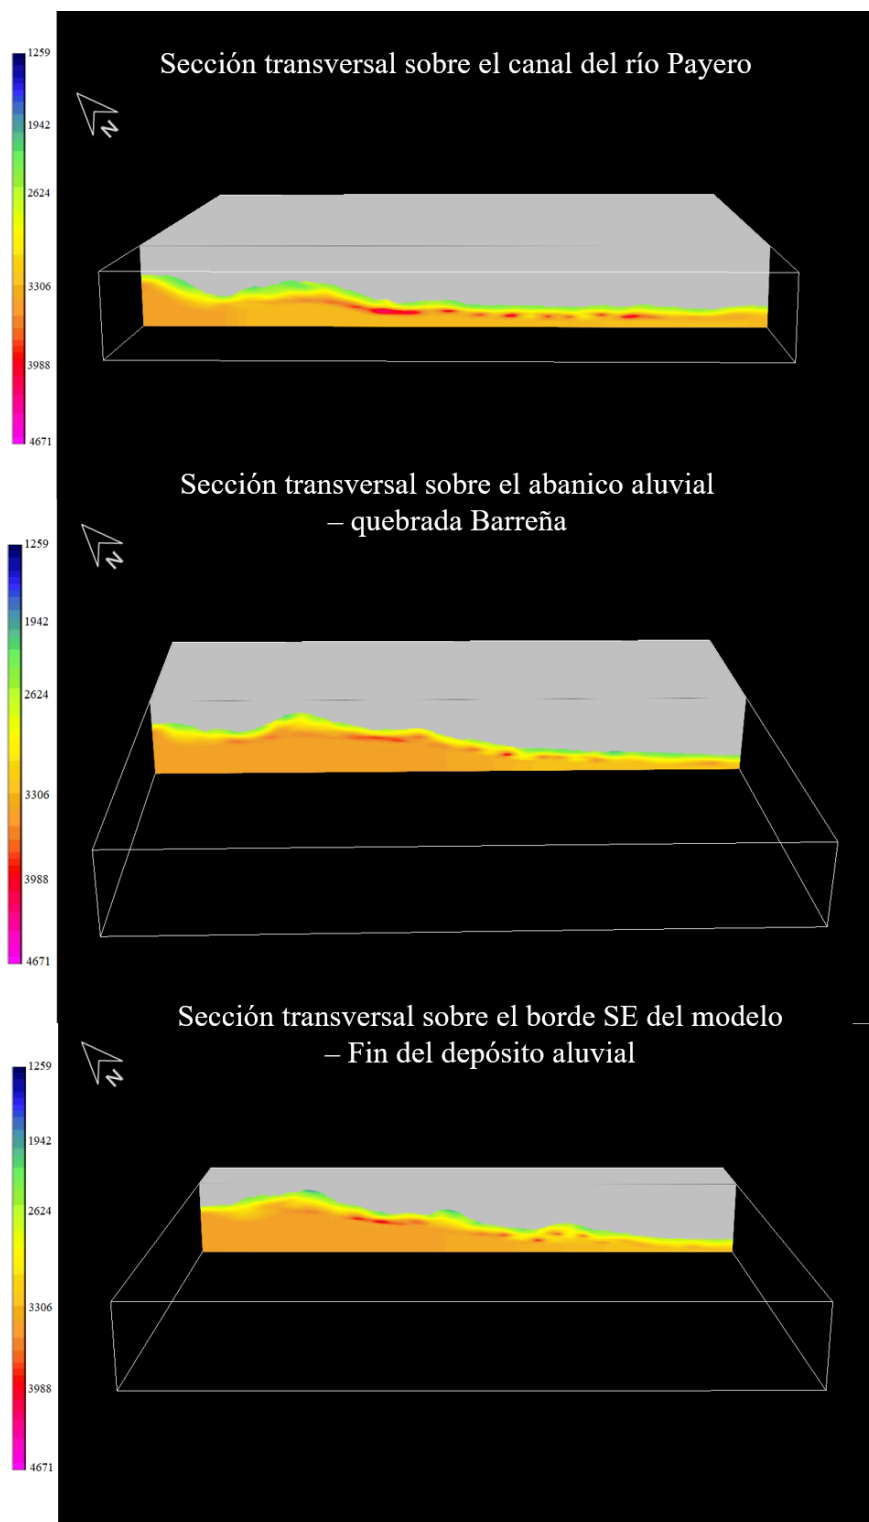 Sección transversal sobre el canal del río Payero
1259
1942
2624
3306
3988
4671
N
Sección transversal sobre el abanico aluvial
– quebrada Barreña
1259
1942
2624
3306
3988
4671
N
Sección transversal sobre el borde SE del modelo
– Fin del depósito aluvial
1259
1942
2624
3306
3988
4671
N